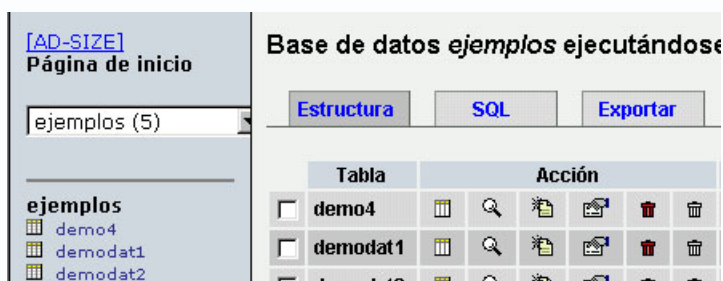 [AD-SIZE]
Página de inicio
ejemplos (5)
ejemplos
demo4
demodat1
demodat2
Base de datos ejemplos ejecutándose
Estructura SQL Exportar
Tabla Acción
demo4
demodat1